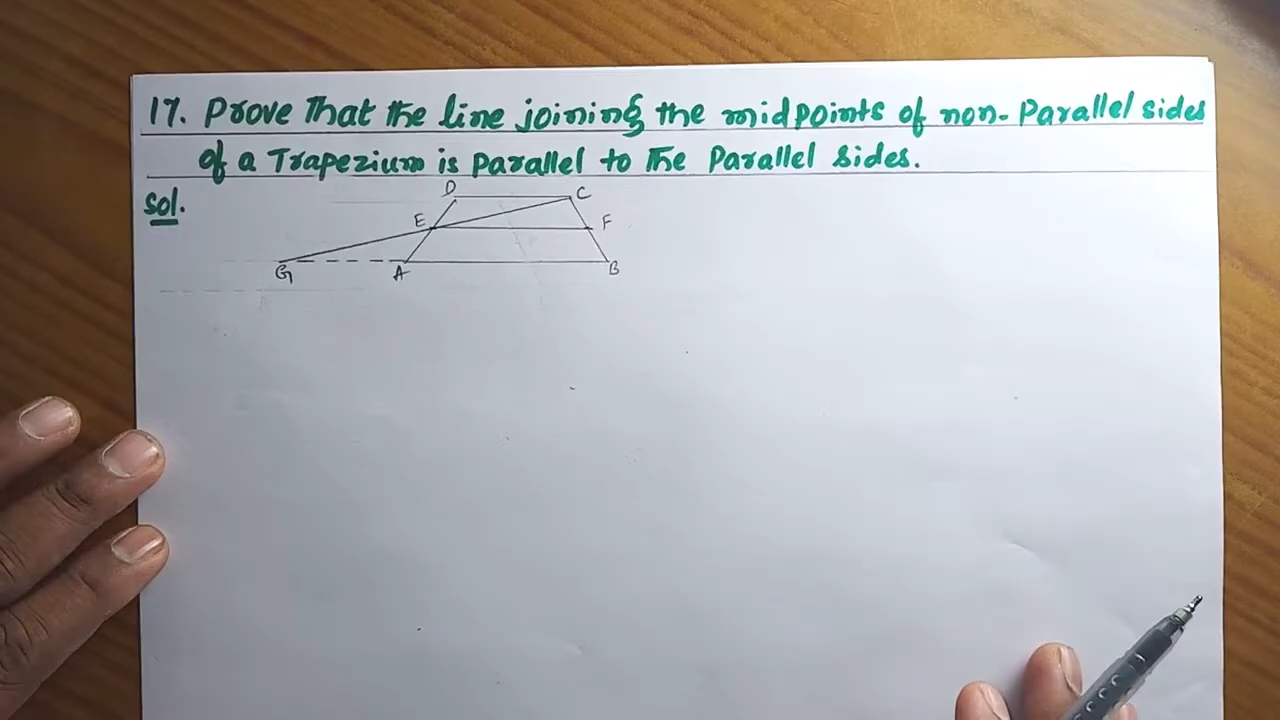 17. Prove That the line joining the midpoints of non-Parallel sides
of a Trapezium is parallel to The Parallel sides.
Sol.
D C
E F
G A B